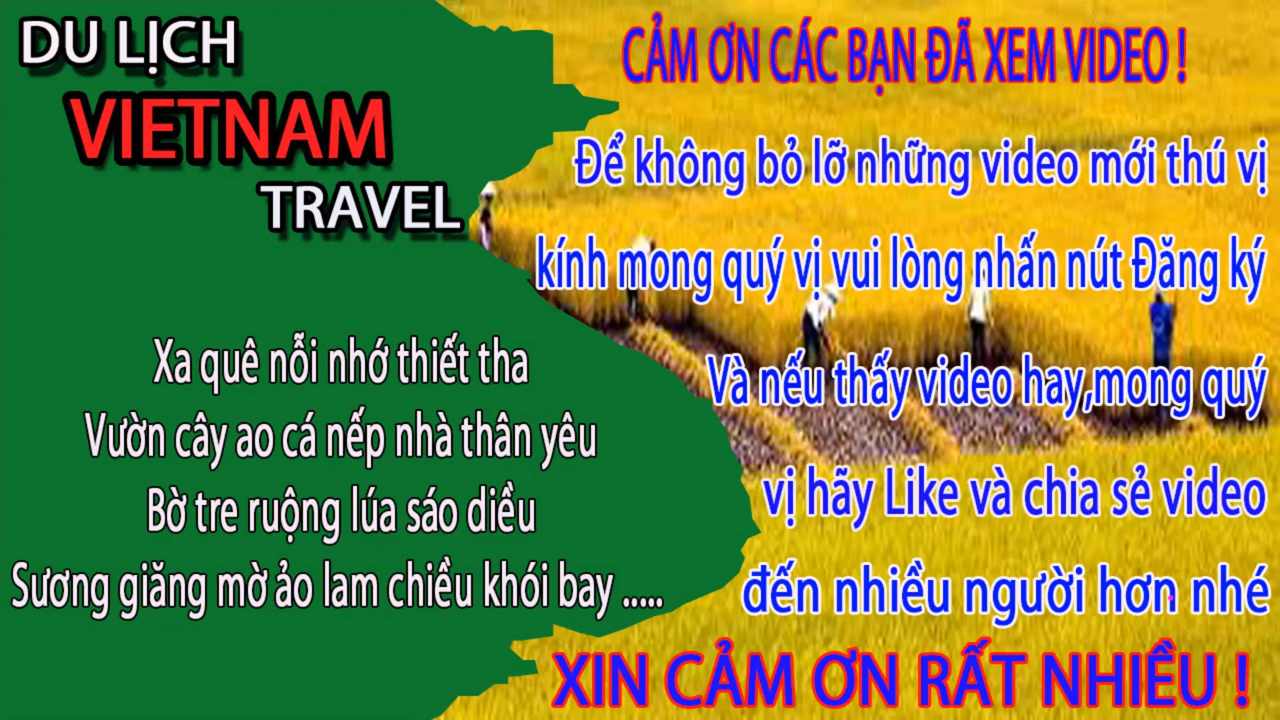 DU LỊCH
VIETNAM
TRAVEL
Xa quê nỗi nhớ thiết tha
Vườn cây ao cá nếp nhà thân yêu
Bờ tre ruộng lúa sáo diều
Sương giăng mờ ảo lam chiều khói bay .....
CẢM ƠN CÁC BẠN ĐÃ XEM VIDEO !
Để không bỏ lỡ những video mới thú vị
kính mong quý vị vui lòng nhấn nút Đăng ký
Và nếu thấy video hay,mong quý
vị hãy Like và chia sẻ video
đến nhiều người hơn nhé
XIN CẢM ƠN RẤT NHIỀU !